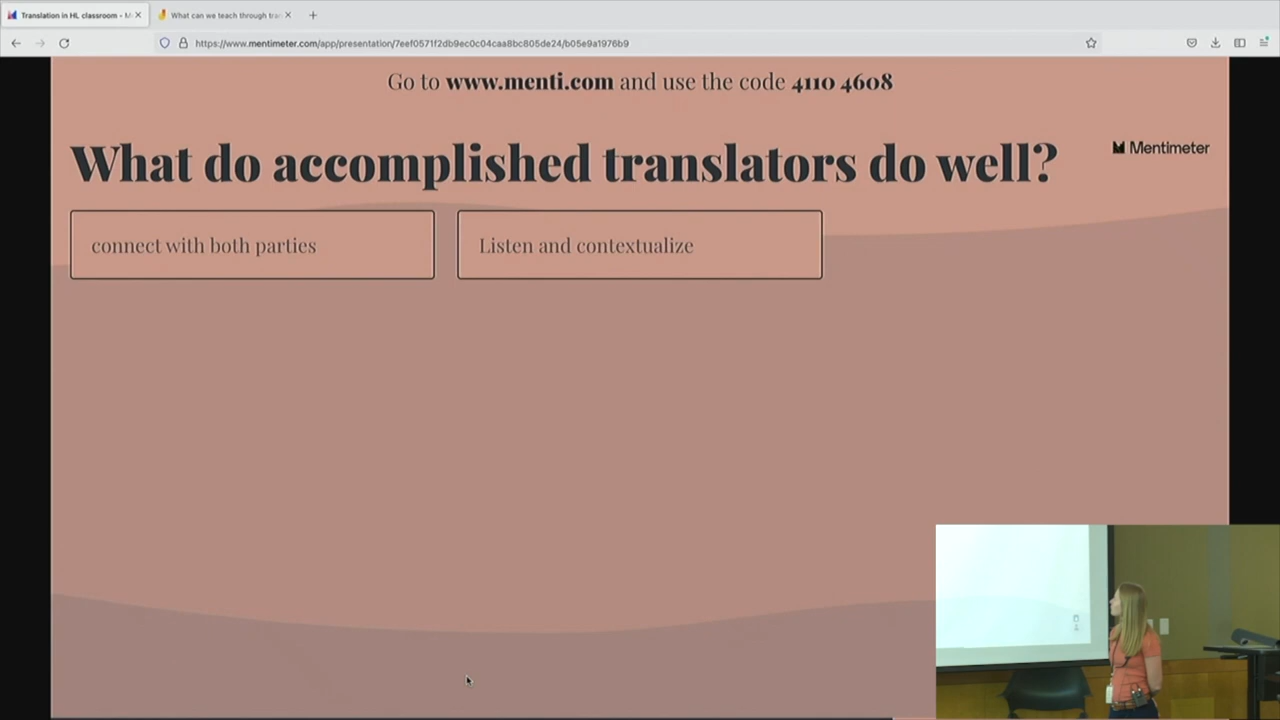 Translation in HL classroom - M
What can we teach through tran
https://www.mentimeter.com/app/presentation/7eef0571f2db9ec0c04caa8bc805de24/b05e9a1976b9
Go to www.menti.com and use the code 4110 4608
What do accomplished translators do well?
Mentimeter
connect with both parties
Listen and contextualize